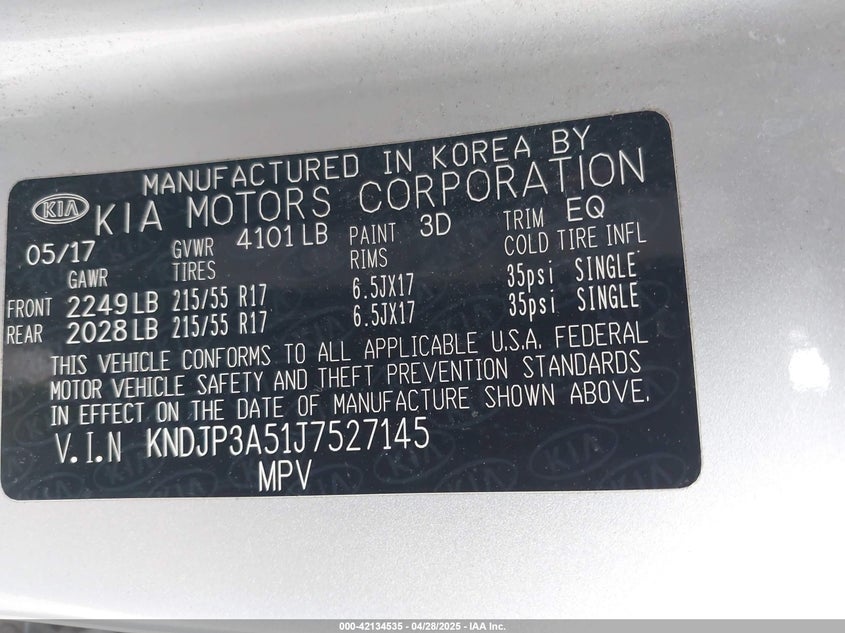 MANUFACTURED IN KOREA BY
KIA KIA MOTORS CORPORATION
05/17 GVWR 4101 LB PAINT 3D TRIM EQ
GAWR TIRES RIMS COLD TIRE INFL
FRONT 2249 LB 215/55 R17 6.5JX17 35psi SINGLE
REAR 2028 LB 215/55 R17 6.5JX17 35psi SINGLE
THIS VEHICLE CONFORMS TO ALL APPLICABLE U.S.A. FEDERAL
MOTOR VEHICLE SAFETY AND THEFT PREVENTION STANDARDS
IN EFFECT ON THE DATE OF MANUFACTURE SHOWN ABOVE.
V.I.N KNDJP3A51J7527145
MPV
000-42134535 - 04/28/2025 - IAA Inc.